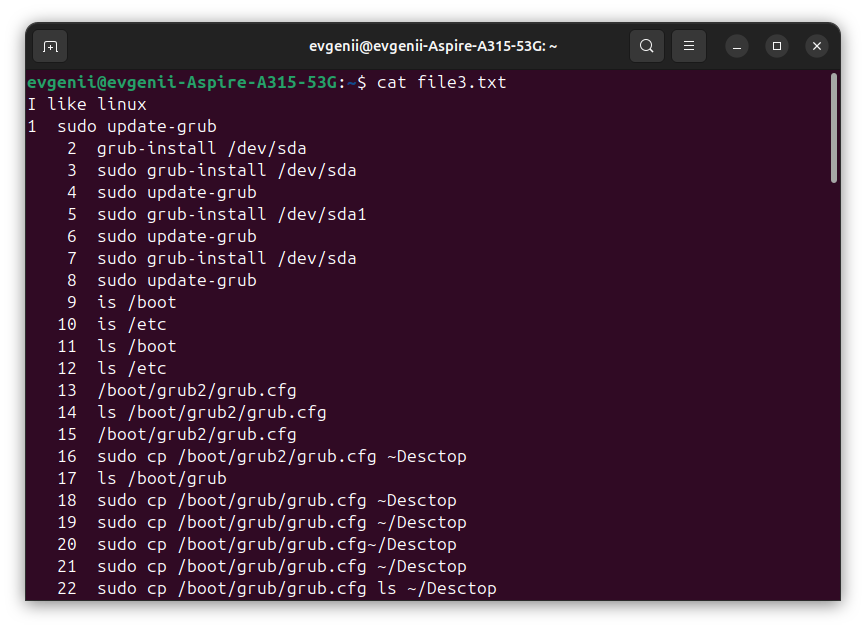 evgenii@evgenii-Aspire-A315-53G: ~
evgenii@evgenii-Aspire-A315-53G:~$ cat file3.txt
I like linux
1  sudo update-grub
    2  grub-install /dev/sda
    3  sudo grub-install /dev/sda
    4  sudo update-grub
    5  sudo grub-install /dev/sda1
    6  sudo update-grub
    7  sudo grub-install /dev/sda
    8  sudo update-grub
    9  is /boot
   10  is /etc
   11  ls /boot
   12  ls /etc
   13  /boot/grub2/grub.cfg
   14  ls /boot/grub2/grub.cfg
   15  /boot/grub2/grub.cfg
   16  sudo cp /boot/grub2/grub.cfg ~Desctop
   17  ls /boot/grub
   18  sudo cp /boot/grub/grub.cfg ~Desctop
   19  sudo cp /boot/grub/grub.cfg ~/Desctop
   20  sudo cp /boot/grub/grub.cfg~/Desctop
   21  sudo cp /boot/grub/grub.cfg ~/Desctop
   22  sudo cp /boot/grub/grub.cfg ls ~/Desctop